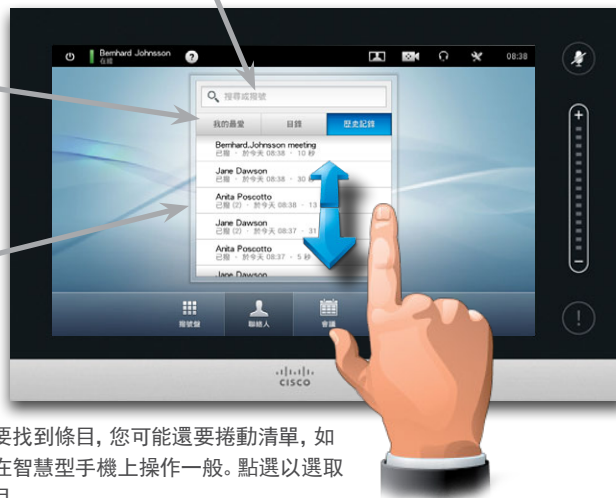 Bernhard Johnsson
在線
?
08:38
搜尋或撥號
我的最愛 目錄 歷史記錄
Bernhard.Johnsson meeting
已撥 · 於今天 08:38 · 10 秒
Jane Dawson
已撥 · 於今天 08:38 · 30
Anita Poscotto
已撥 (2) · 於今天 08:38 · 13
Jane Dawson
已撥 (2) · 於今天 08:37 · 31
Anita Poscotto
已撥 · 於今天 08:37 · 5 秒
Jane Dawson
撥號盤 聯絡人 會議
+
−
!
CISCO
要找到條目, 您可能還要捲動清單, 如
在智慧型手機上操作一般。點選以選取